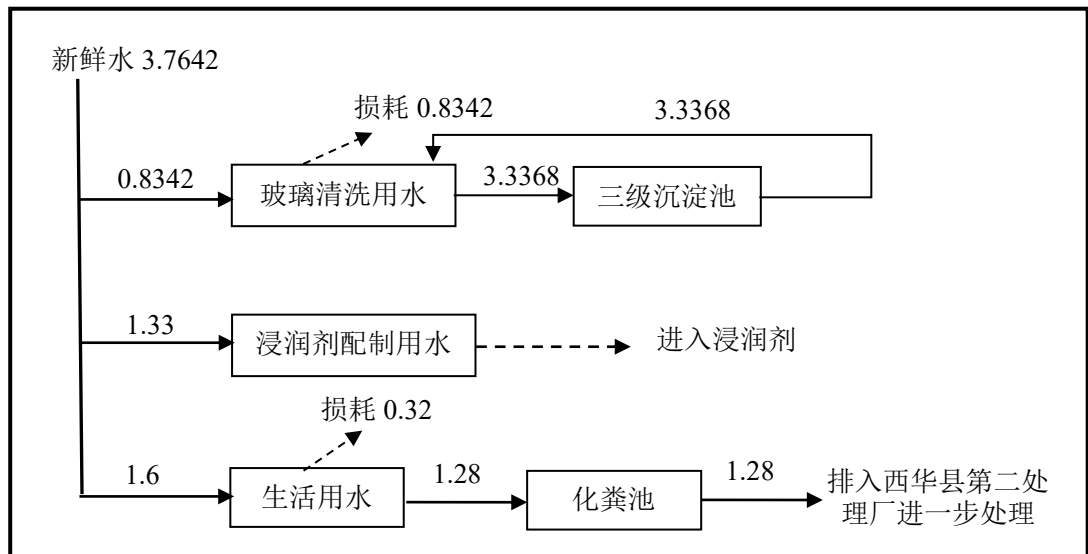 新鲜水 3.7642
损耗 0.8342
3.3368
0.8342
玻璃清洗用水
3.3368
三级沉淀池
1.33
浸润剂配制用水
进入浸润剂
损耗 0.32
1.6
生活用水
1.28
化粪池
1.28
排入西华县第二处
理厂进一步处理